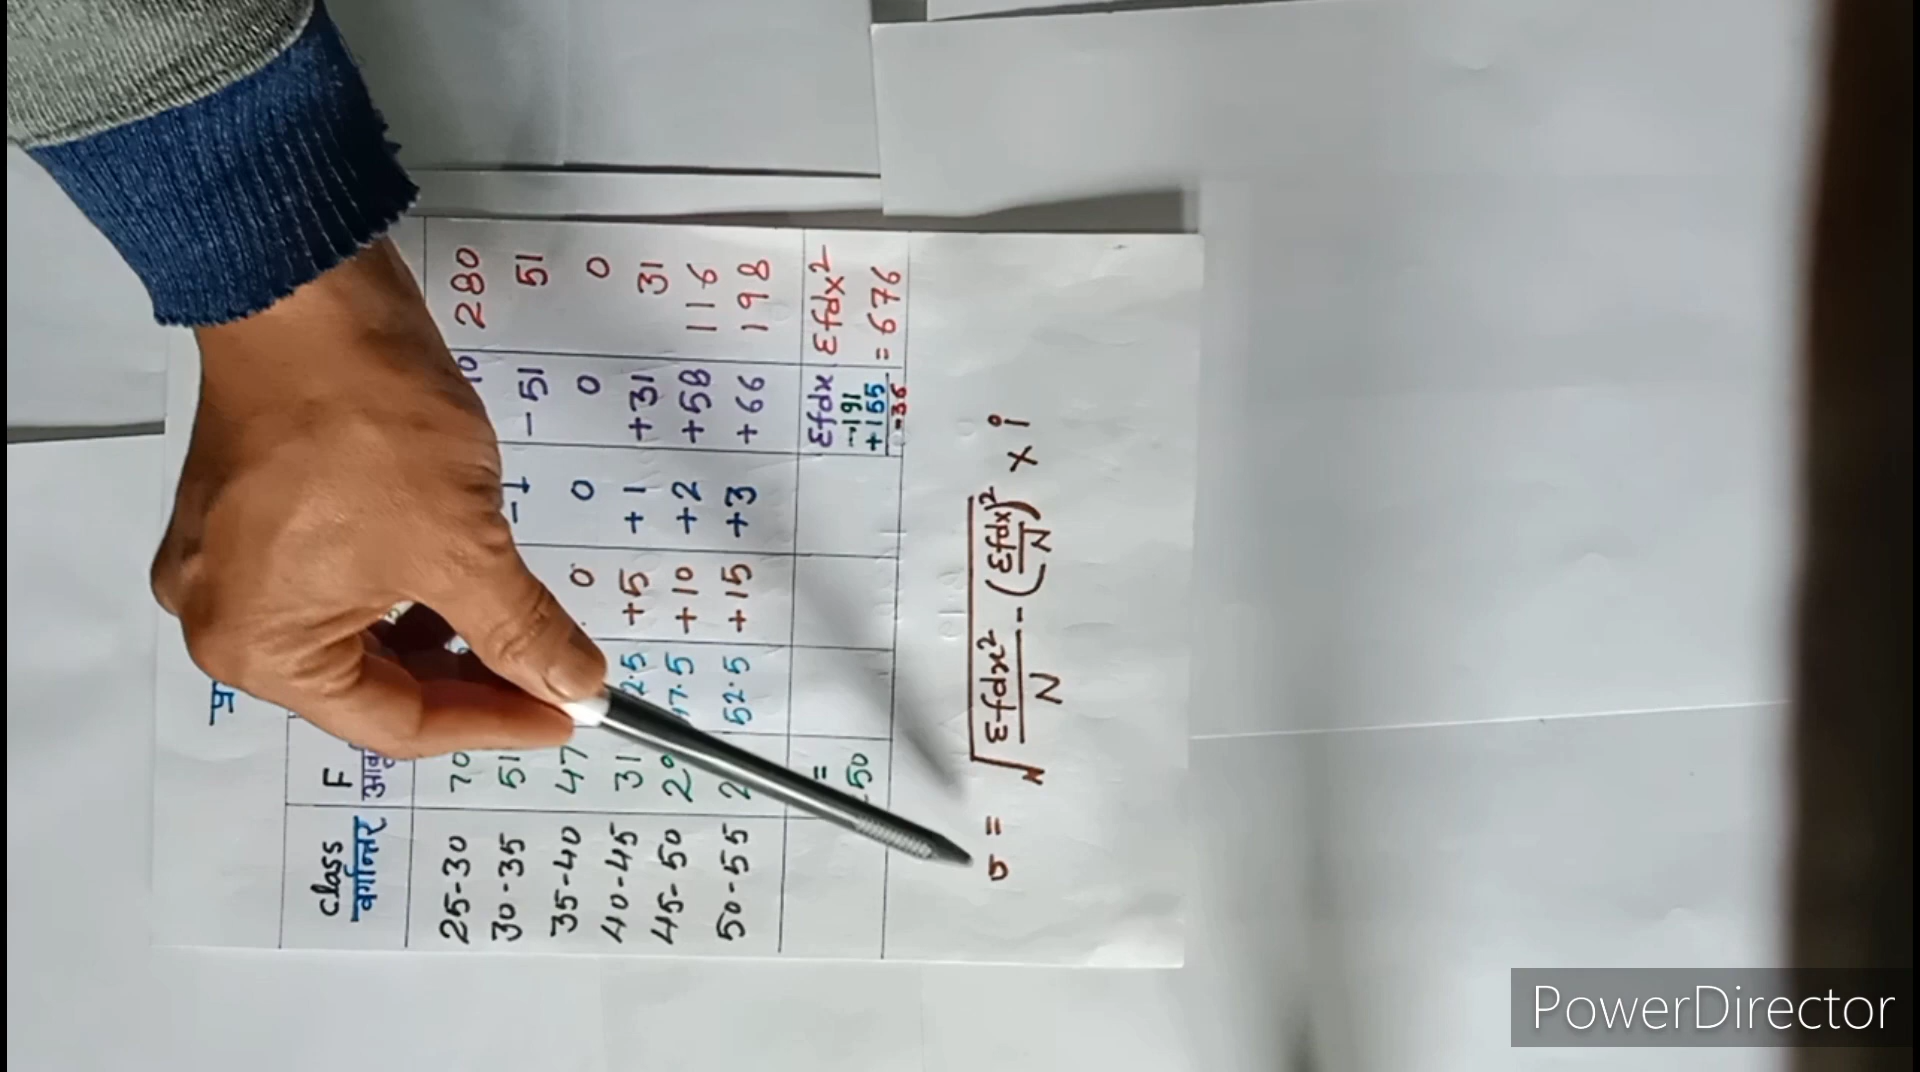 Class F
वर्गान्तर
25-30 70 280
30-35 51 -1 -51 51
35-40 47 0 0 0 0
40-45 31 2.5 +5 +1 +31 31
45-50 17.5 +10 +2 +58 116
50-55 52.5 +15 +3 +66 198
= Σfdx Σfdx²
50 -191 = 676
+155
-36
σ = √ Σfdx²/N - (Σfdx/N)² × i
PowerDirector